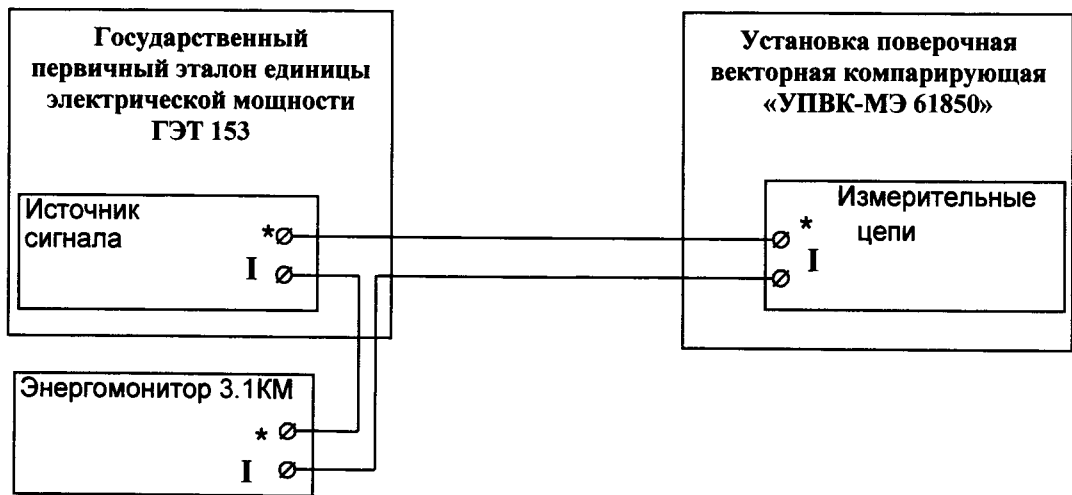 Государственный
первичный эталон единицы
электрической мощности
ГЭТ 153
Источник
сигнала
*
I
Установка поверочная
векторная компарирующая
«УПВК-МЭ 61850»
Измерительные
цепи
*
I
Энергомонитор 3.1КМ
*
I